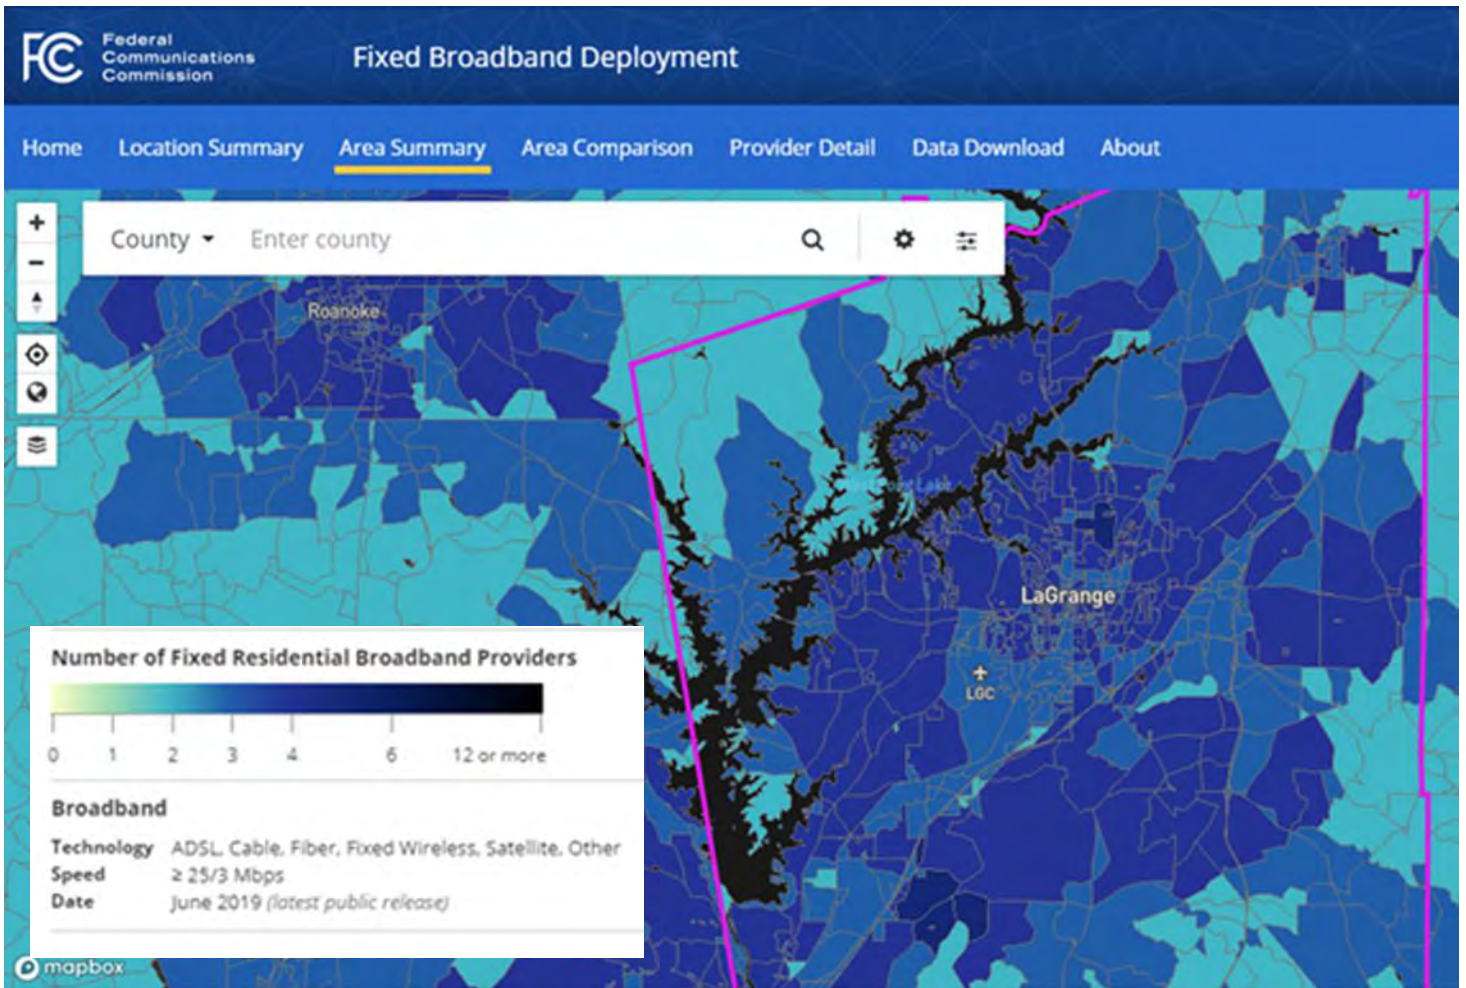 FCC
Federal
Communications
Commission
Fixed Broadband Deployment
Home Location Summary Area Summary Area Comparison Provider Detail Data Download About
County Enter county
Roanoke
West Point Lake
LaGrange
LGC
Number of Fixed Residential Broadband Providers
0 1 2 3 4 6 12 or more
Broadband
Technology ADSL, Cable, Fiber, Fixed Wireless, Satellite, Other
Speed ≥ 25/3 Mbps
Date June 2019 (latest public release)
mapbox